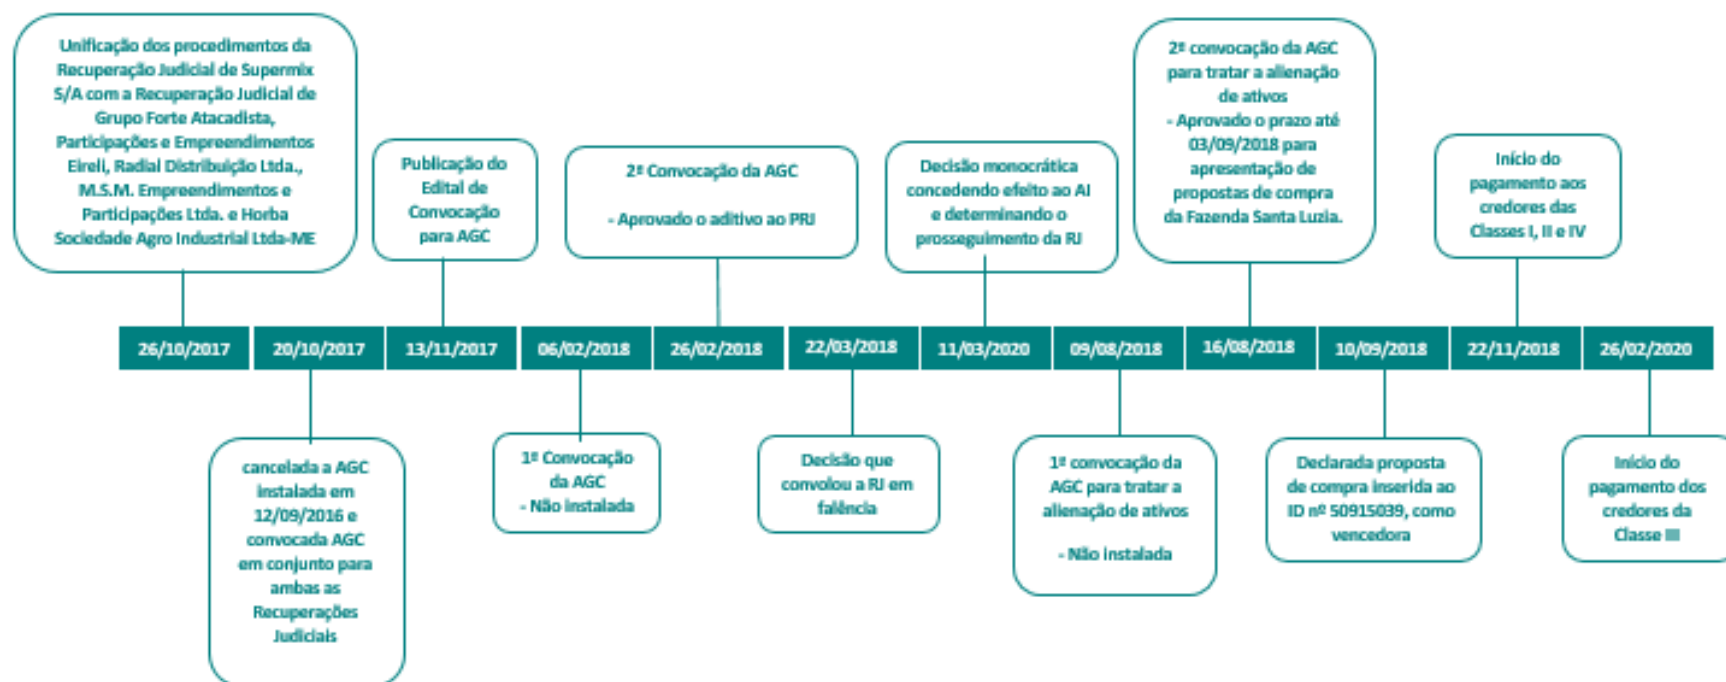 Unificação dos procedimentos da
Recuperação Judicial de Supermix
S/A com a Recuperação Judicial de
Grupo Forte Atacadista,
Participações e Empreendimentos
Eireli, Radial Distribuição Ltda.,
M.S.M. Empreendimentos e
Participações Ltda. e Horba
Sociedade Agro Industrial Ltda-ME
Publicação do
Edital de
Convocação
para AGC
2ª Convocação da AGC
- Aprovado o aditivo ao PRJ
Decisão monocrática
concedendo efeito ao AI
e determinando o
prosseguimento da RJ
2ª convocação da AGC
para tratar a alienação
de ativos
- Aprovado o prazo até
03/09/2018 para
apresentação de
propostas de compra
da Fazenda Santa Luzia.
Início do
pagamento aos
credores das
Classes I, II e IV
26/10/2017
20/10/2017
13/11/2017
06/02/2018
26/02/2018
22/03/2018
11/03/2020
09/08/2018
16/08/2018
10/09/2018
22/11/2018
26/02/2020
cancelada a AGC
instalada em
12/09/2016 e
convocada AGC
em conjunto para
ambas as
Recuperações
Judiciais
1ª Convocação
da AGC
- Não instalada
Decisão que
convolou a RJ em
falência
1ª convocação da
AGC para tratar a
alienação de ativos
- Não instalada
Declarada proposta
de compra inserida ao
ID nº 50915039, como
vencedora
Início do
pagamento dos
credores da
Classe III